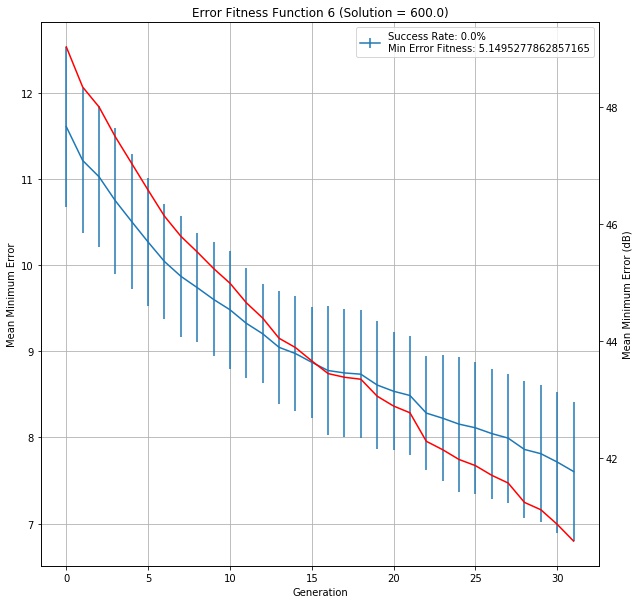 Error Fitness Function 6 (Solution = 600.0)
Success Rate: 0.0%
Min Error Fitness: 5.1495277862857165
12
11
10
9
8
7
Mean Minimum Error
48
46
44
42
Mean Minimum Error (dB)
0 5 10 15 20 25 30
Generation